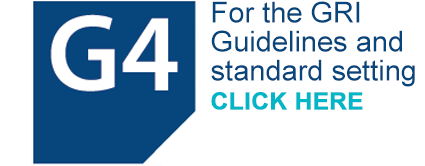 G4
For the GRI
Guidelines and
standard setting
CLICK HERE